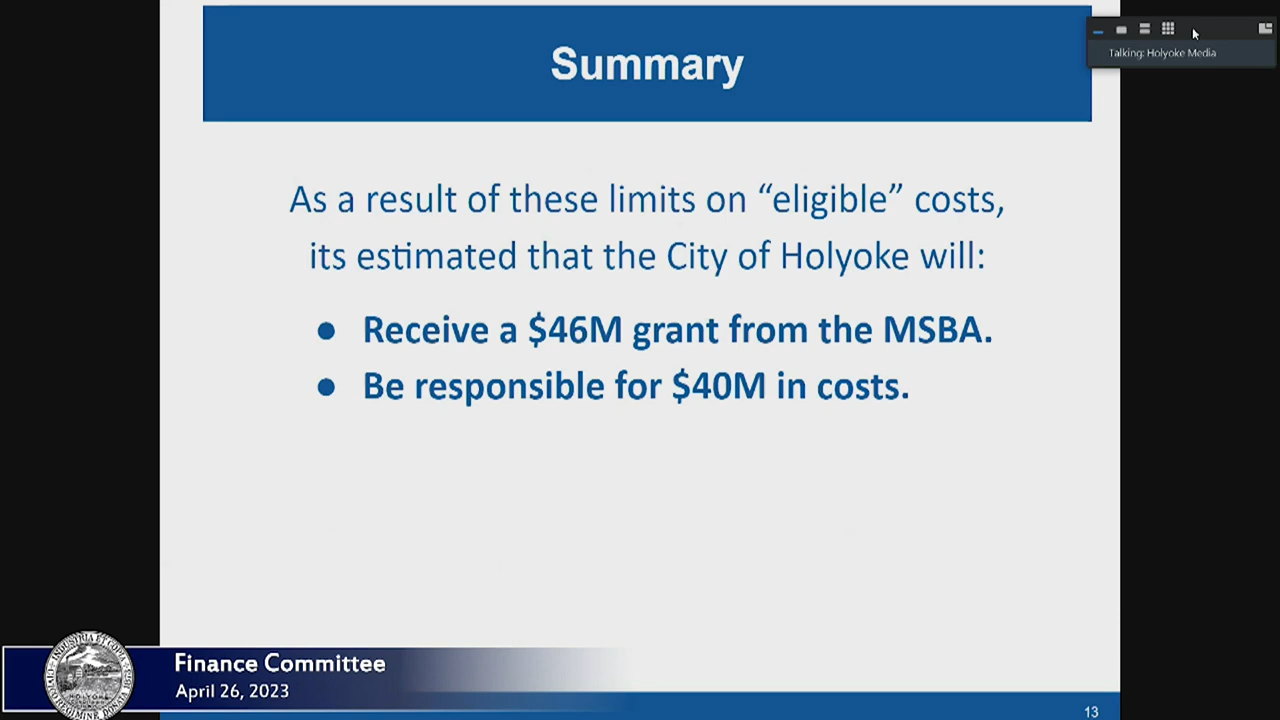 Summary
Talking: Holyoke Media
As a result of these limits on “eligible” costs,
its estimated that the City of Holyoke will:
● Receive a $46M grant from the MSBA.
● Be responsible for $40M in costs.
Finance Committee
April 26, 2023
13